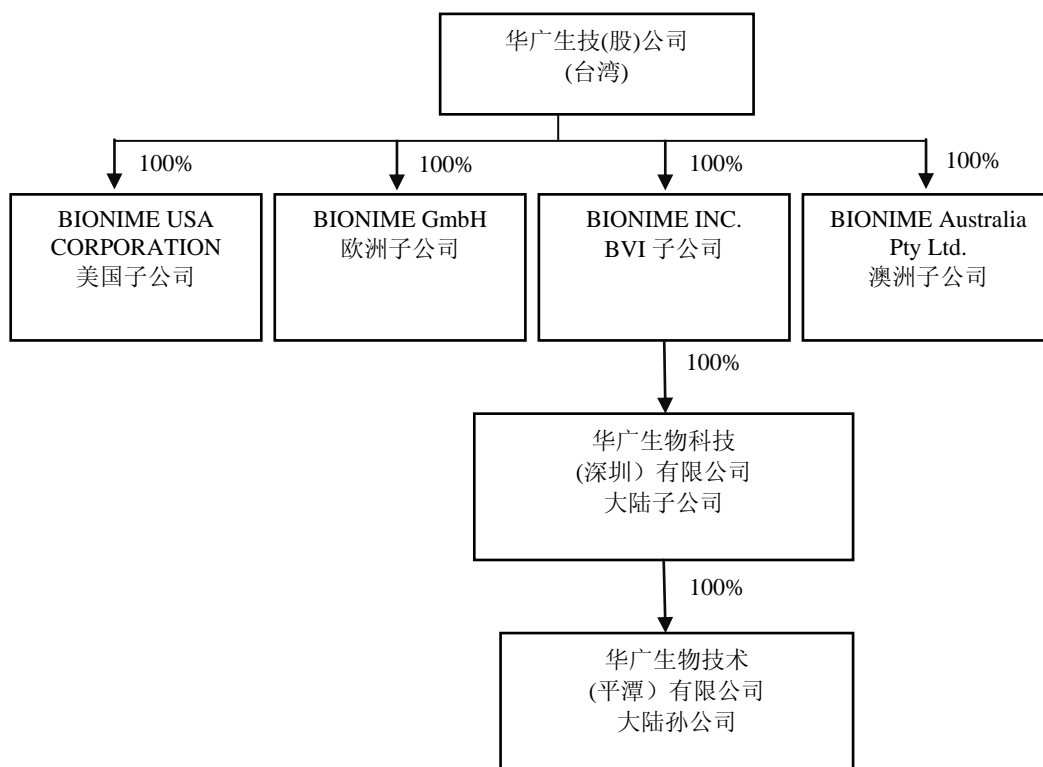 华广生技(股)公司
(台湾)
100%
100%
100%
100%
BIONIME USA
CORPORATION
美国子公司
BIONIME GmbH
欧洲子公司
BIONIME INC.
BVI 子公司
BIONIME Australia
Pty Ltd.
澳洲子公司
100%
华广生物科技
(深圳）有限公司
大陆子公司
100%
华广生物技术
(平潭）有限公司
大陆孙公司